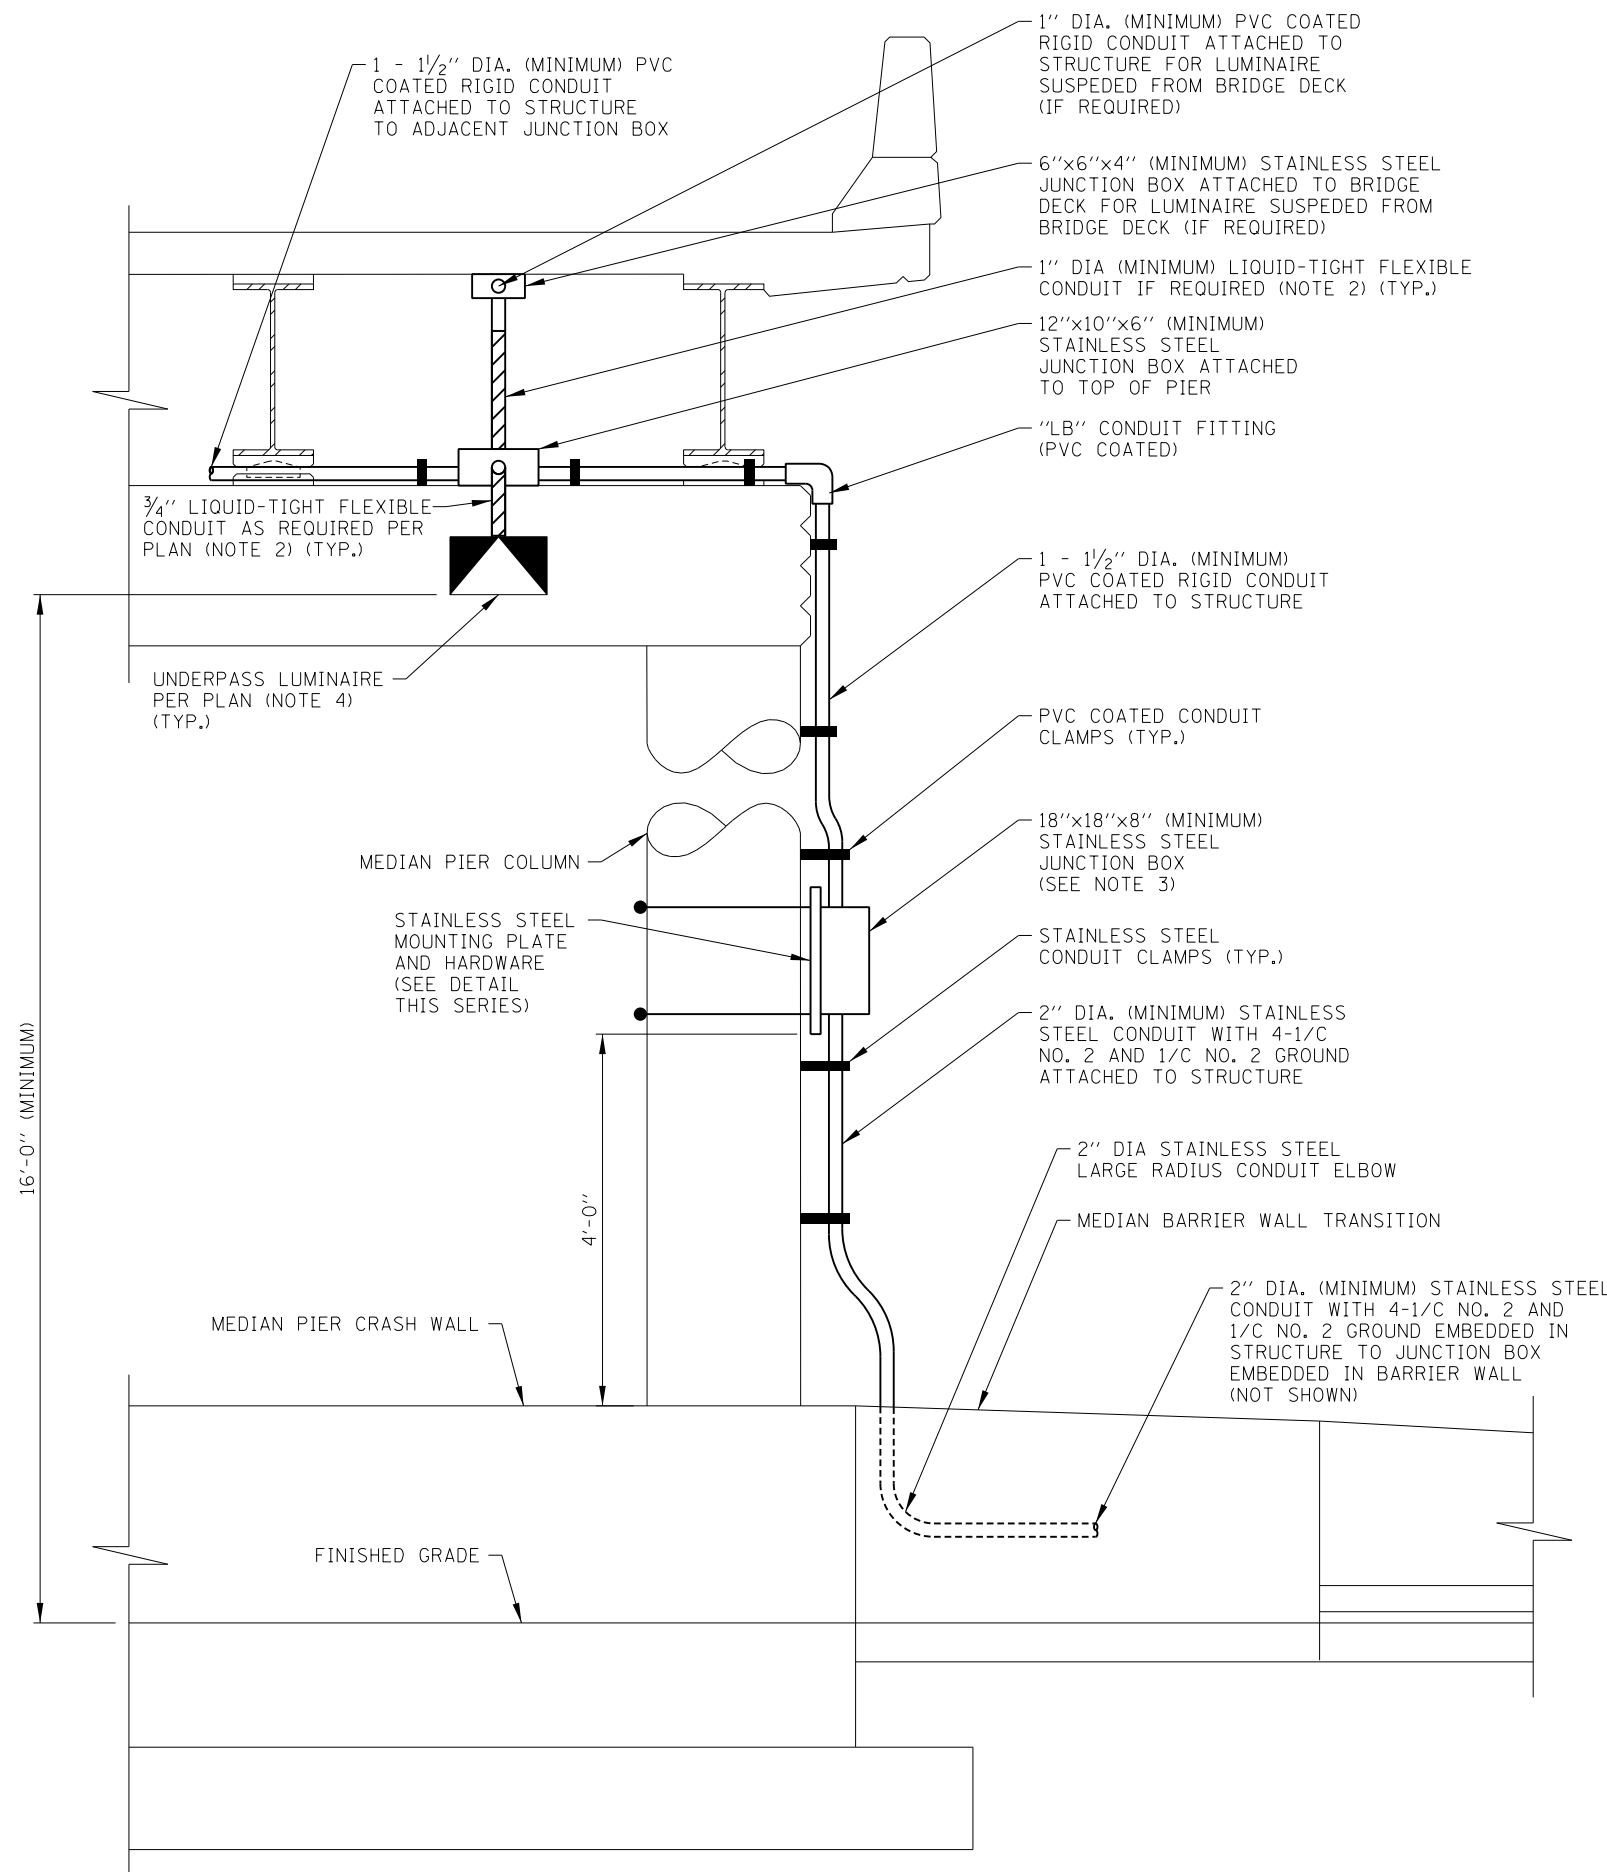 1 - 1½" DIA. (MINIMUM) PVC
COATED RIGID CONDUIT
ATTACHED TO STRUCTURE
TO ADJACENT JUNCTION BOX
1" DIA. (MINIMUM) PVC COATED
RIGID CONDUIT ATTACHED TO
STRUCTURE FOR LUMINAIRE
SUSPEDED FROM BRIDGE DECK
(IF REQUIRED)
6"x6"x4" (MINIMUM) STAINLESS STEEL
JUNCTION BOX ATTACHED TO BRIDGE
DECK FOR LUMINAIRE SUSPEDED FROM
BRIDGE DECK (IF REQUIRED)
1" DIA (MINIMUM) LIQUID-TIGHT FLEXIBLE
CONDUIT IF REQUIRED (NOTE 2) (TYP.)
12"x10"x6" (MINIMUM)
STAINLESS STEEL
JUNCTION BOX ATTACHED
TO TOP OF PIER
"LB" CONDUIT FITTING
(PVC COATED)
¾" LIQUID-TIGHT FLEXIBLE
CONDUIT AS REQUIRED PER
PLAN (NOTE 2) (TYP.)
1 - 1½" DIA. (MINIMUM)
PVC COATED RIGID CONDUIT
ATTACHED TO STRUCTURE
UNDERPASS LUMINAIRE
PER PLAN (NOTE 4)
(TYP.)
PVC COATED CONDUIT
CLAMPS (TYP.)
MEDIAN PIER COLUMN
18"x18"x8" (MINIMUM)
STAINLESS STEEL
JUNCTION BOX
(SEE NOTE 3)
STAINLESS STEEL
MOUNTING PLATE
AND HARDWARE
(SEE DETAIL
THIS SERIES)
STAINLESS STEEL
CONDUIT CLAMPS (TYP.)
2" DIA. (MINIMUM) STAINLESS
STEEL CONDUIT WITH 4-1/C
NO. 2 AND 1/C NO. 2 GROUND
ATTACHED TO STRUCTURE
16'-0" (MINIMUM)
4'-0"
2" DIA STAINLESS STEEL
LARGE RADIUS CONDUIT ELBOW
MEDIAN BARRIER WALL TRANSITION
2" DIA. (MINIMUM) STAINLESS STEEL
CONDUIT WITH 4-1/C NO. 2 AND
1/C NO. 2 GROUND EMBEDDED IN
STRUCTURE TO JUNCTION BOX
EMBEDDED IN BARRIER WALL
(NOT SHOWN)
MEDIAN PIER CRASH WALL
FINISHED GRADE